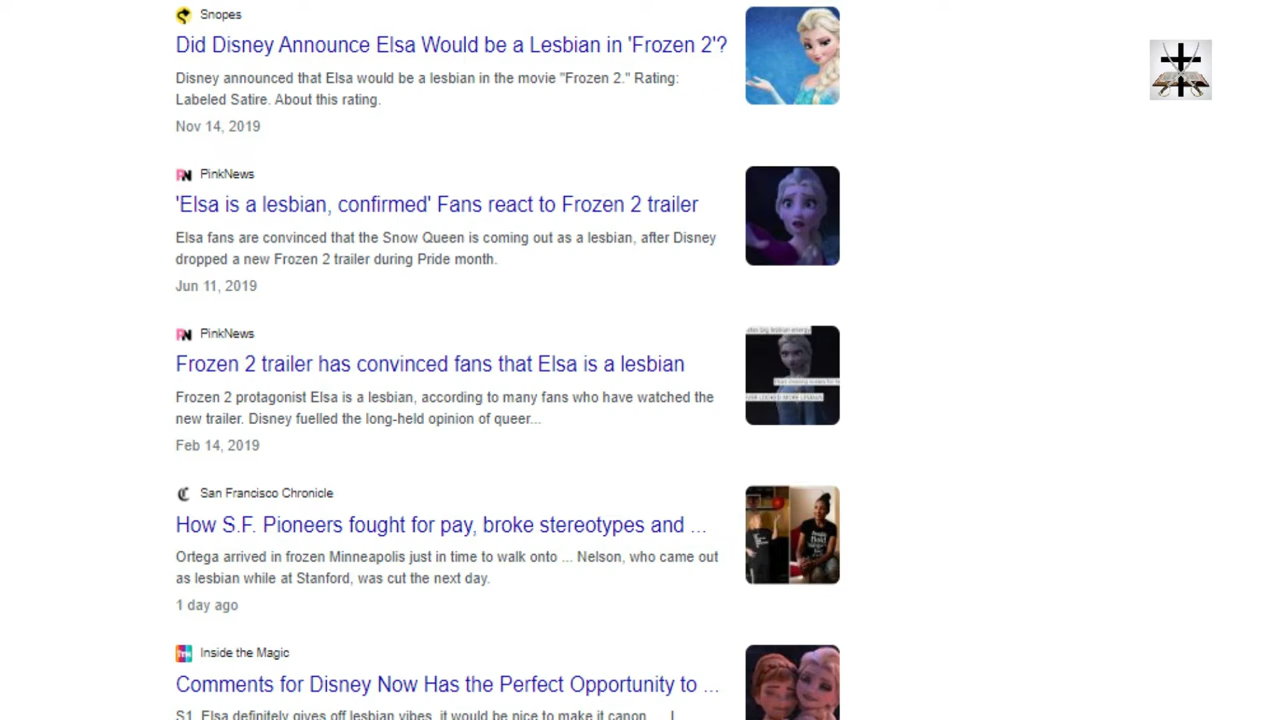 Snopes
Did Disney Announce Elsa Would be a Lesbian in 'Frozen 2'?
Disney announced that Elsa would be a lesbian in the movie "Frozen 2." Rating:
Labeled Satire. About this rating.
Nov 14, 2019
PinkNews
'Elsa is a lesbian, confirmed' Fans react to Frozen 2 trailer
Elsa fans are convinced that the Snow Queen is coming out as a lesbian, after Disney
dropped a new Frozen 2 trailer during Pride month.
Jun 11, 2019
PinkNews
Frozen 2 trailer has convinced fans that Elsa is a lesbian
Frozen 2 protagonist Elsa is a lesbian, according to many fans who have watched the
new trailer. Disney fuelled the long-held opinion of queer...
Feb 14, 2019
San Francisco Chronicle
How S.F. Pioneers fought for pay, broke stereotypes and ...
Ortega arrived in frozen Minneapolis just in time to walk onto ... Nelson, who came out
as lesbian while at Stanford, was cut the next day.
1 day ago
Inside the Magic
Comments for Disney Now Has the Perfect Opportunity to ...
S1. Elsa definitely gives off lesbian vibes, it would be nice to make it canon. ... I